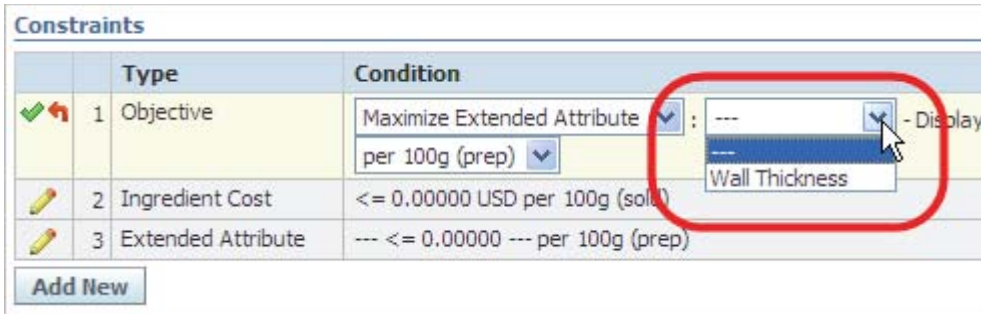 Constraints
Type Condition
1 Objective Maximize Extended Attribute : --- - Display
per 100g (prep) ---
Wall Thickness
2 Ingredient Cost <= 0.00000 USD per 100g (sold)
3 Extended Attribute --- <= 0.00000 --- per 100g (prep)
Add New